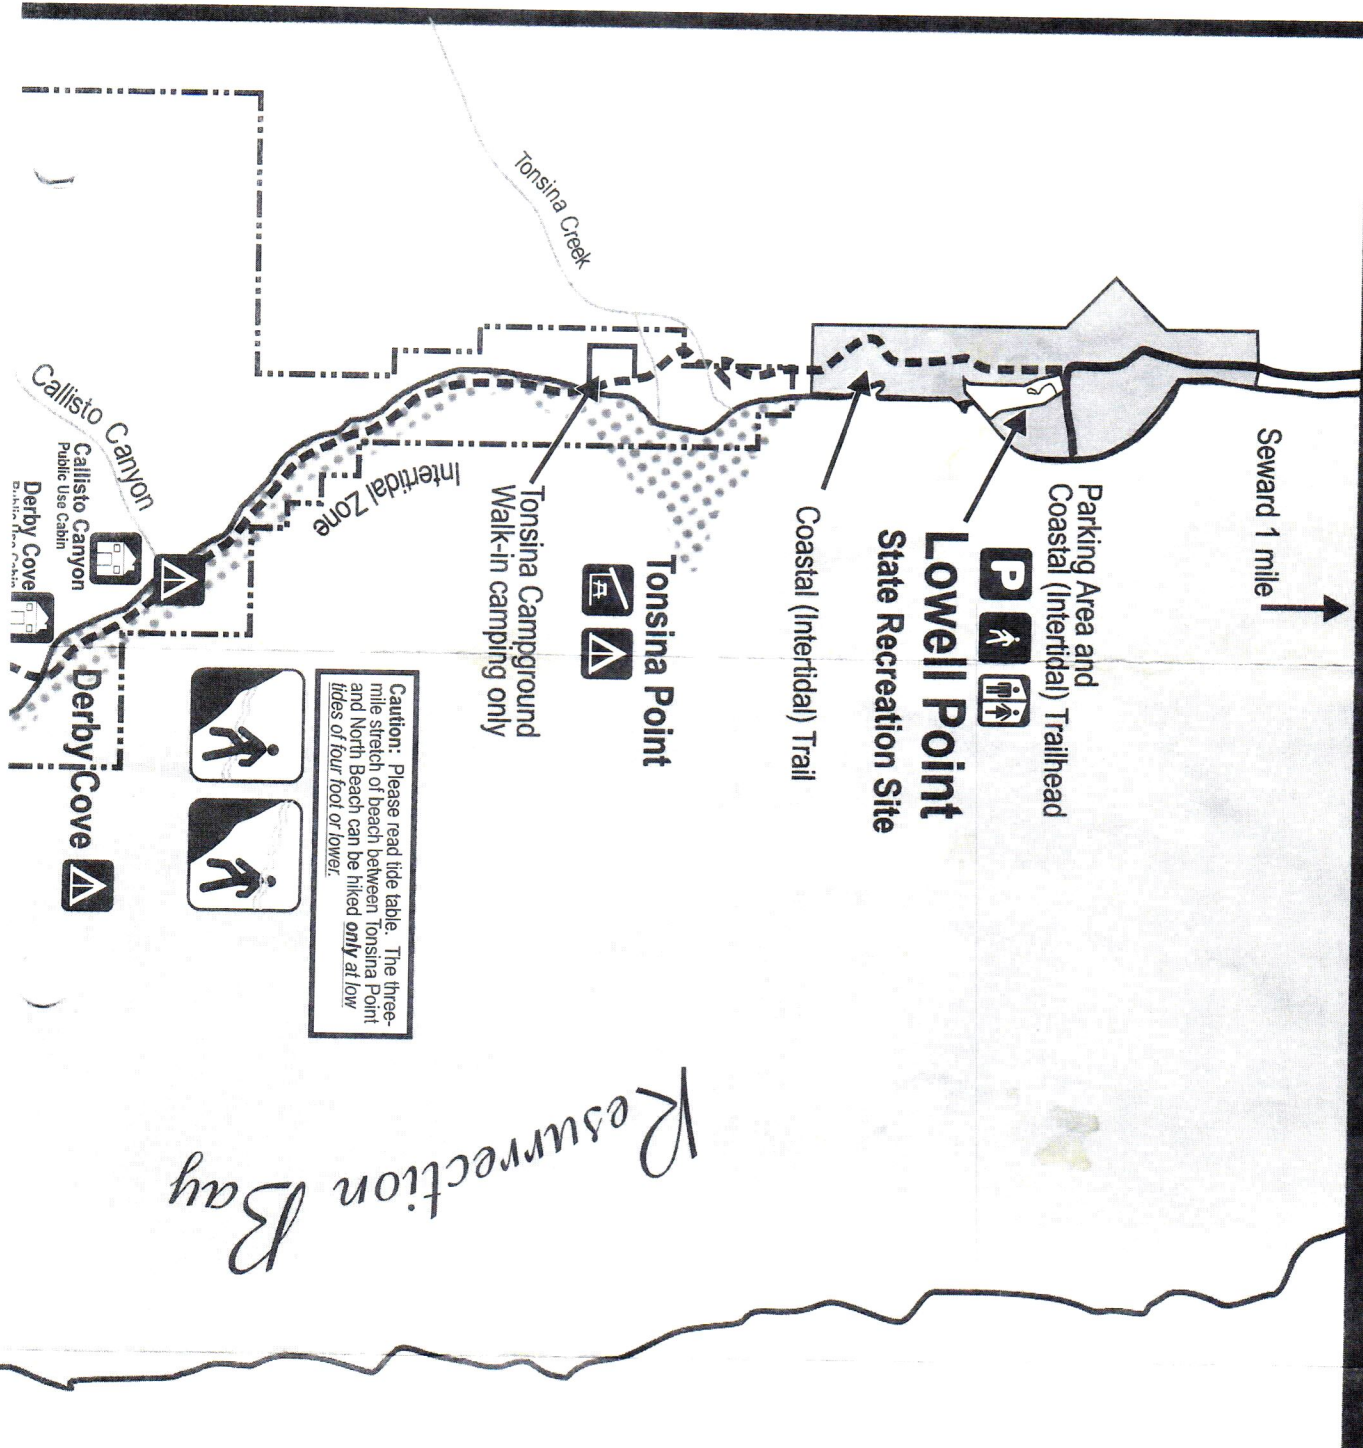 Seward 1 mile
Parking Area and
Coastal (Intertidal) Trailhead
P
Lowell Point
State Recreation Site
Coastal (Intertidal) Trail
Tonsina Creek
Tonsina Point
Tonsina Campground
Walk-in camping only
Intertidal Zone
Caution: Please read tide table. The three-
mile stretch of beach between Tonsina Point
and North Beach can be hiked only at low
tides of four foot or lower.
Resurrection Bay
Callisto Canyon
Callisto Canyon
Public Use Cabin
Derby Cove
Public Use Cabin
Derby Cove